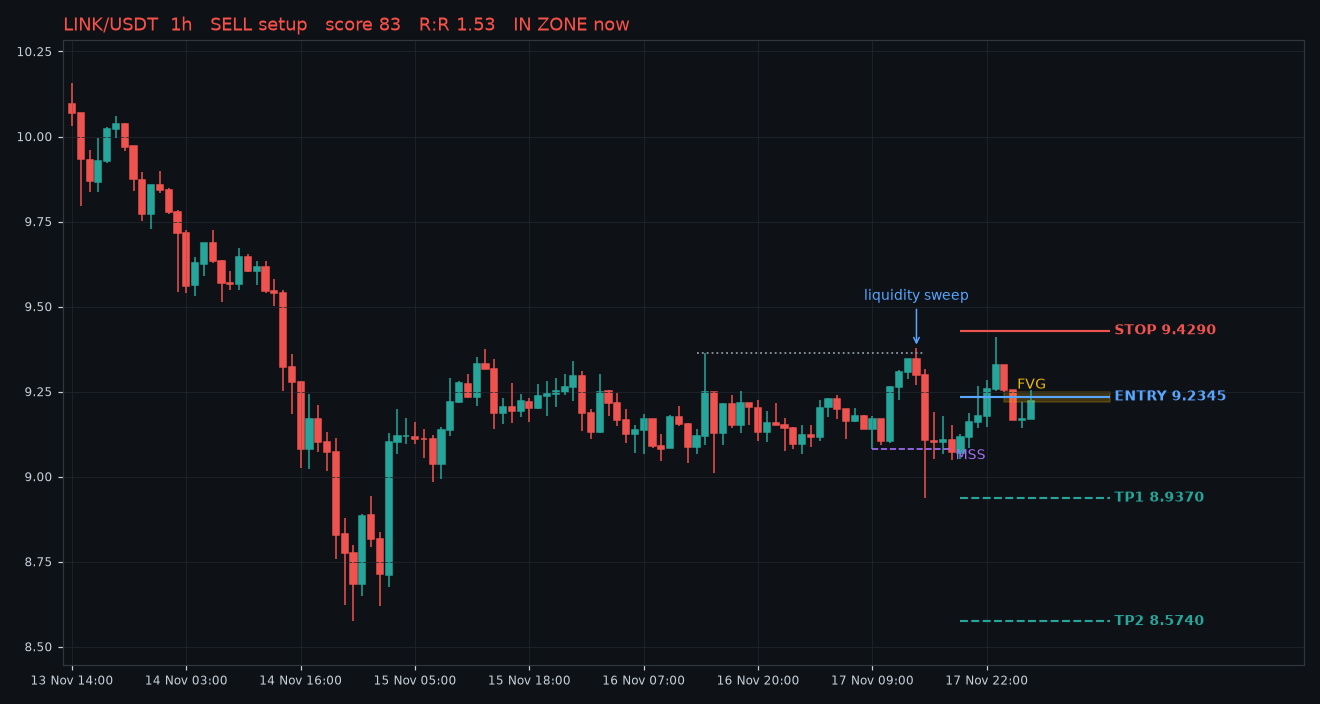 LINK/USDT 1h SELL setup score 83 R:R 1.53 IN ZONE now
10.25
10.00
9.75
9.50
9.25
9.00
8.75
8.50
liquidity sweep
STOP 9.4290
FVG
ENTRY 9.2345
MSS
TP1 8.9370
TP2 8.5740
13 Nov 14:00 14 Nov 03:00 14 Nov 16:00 15 Nov 05:00 15 Nov 18:00 16 Nov 07:00 16 Nov 20:00 17 Nov 09:00 17 Nov 22:00